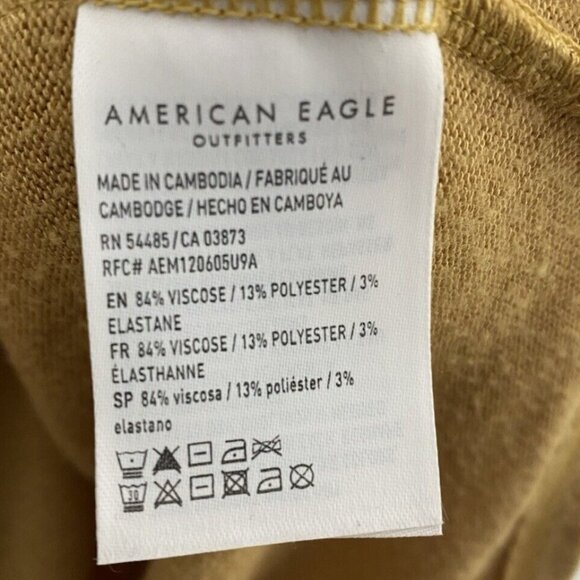 AMERICAN EAGLE
OUTFITTERS
MADE IN CAMBODIA / FABRIQUÉ AU
CAMBODGE / HECHO EN CAMBOYA
RN 54485/CA 03873
RFC# AEM120605U9A
EN 84% VISCOSE / 13% POLYESTER / 3%
ELASTANE
FR 84% VISCOSE / 13% POLYESTER / 3%
ÉLASTHANNE
SP 84% viscosa / 13% poliéster / 3%
elastano
30